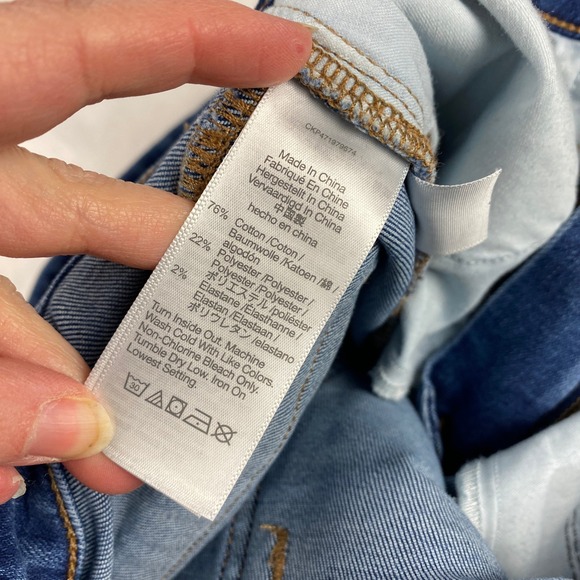 CKP471979074
Made In China
Fabriqué En Chine
Hergestelt In China
Vervaardigd In China
中国製
hecho en china
76% Cotton/Coton/
Baumwolle/Katoen/綿/
algodón
22% Polyester/Polyester/
Polyester/Polyester/
ポリエステル/poliéster
2% Elastane/Elasthanne/
Elastan/Elastaan/
ポリウレタン/elastano
Turn Inside Out. Machine
Wash Cold With Like Colors.
Non-Chlorine Bleach Only.
Tumble Dry Low. Iron On
Lowest Setting.
30